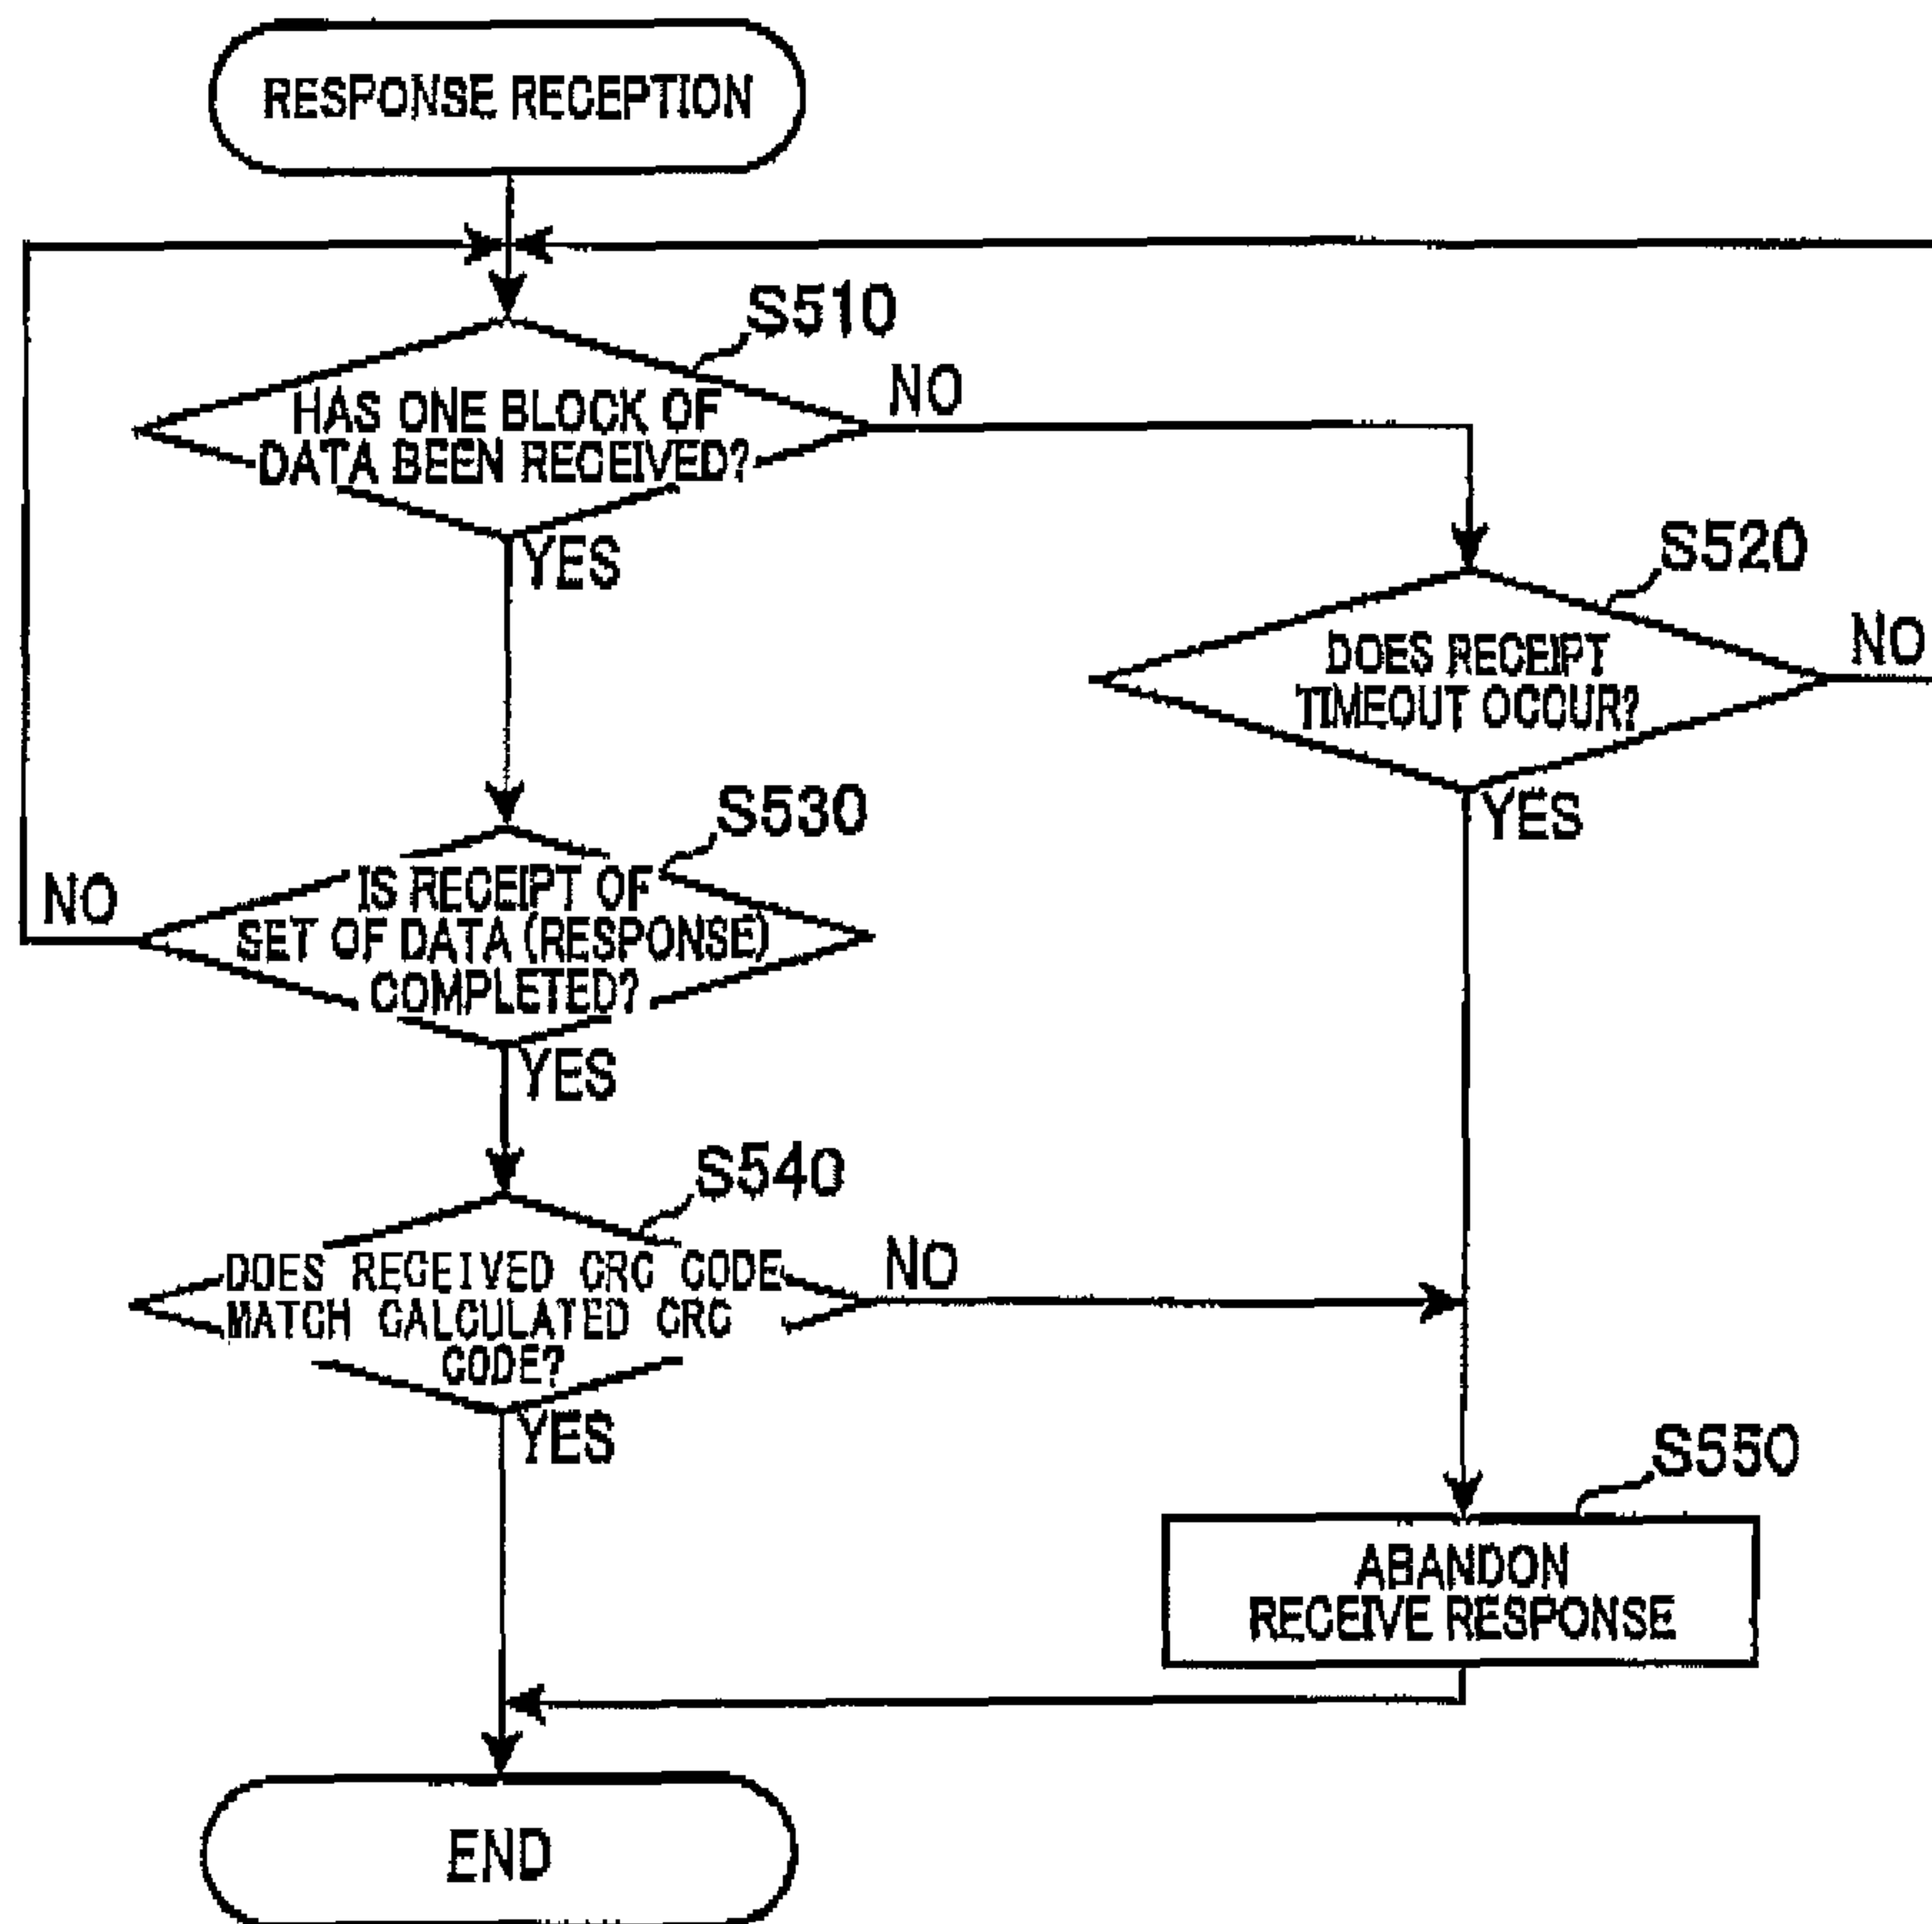 RESPONSE RECEPTION
S510
HAS ONE BLOCK OF
DATA BEEN RECEIVED?
NO
YES
S520
DOES RECEIPT
TIMEOUT OCCUR?
NO
YES
S530
IS RECEIPT OF
SET OF DATA (RESPONSE)
COMPLETED?
NO
YES
S540
DOES RECEIVED CRC CODE
MATCH CALCULATED CRC
CODE?
NO
YES
S550
ABANDON
RECEIVE RESPONSE
END